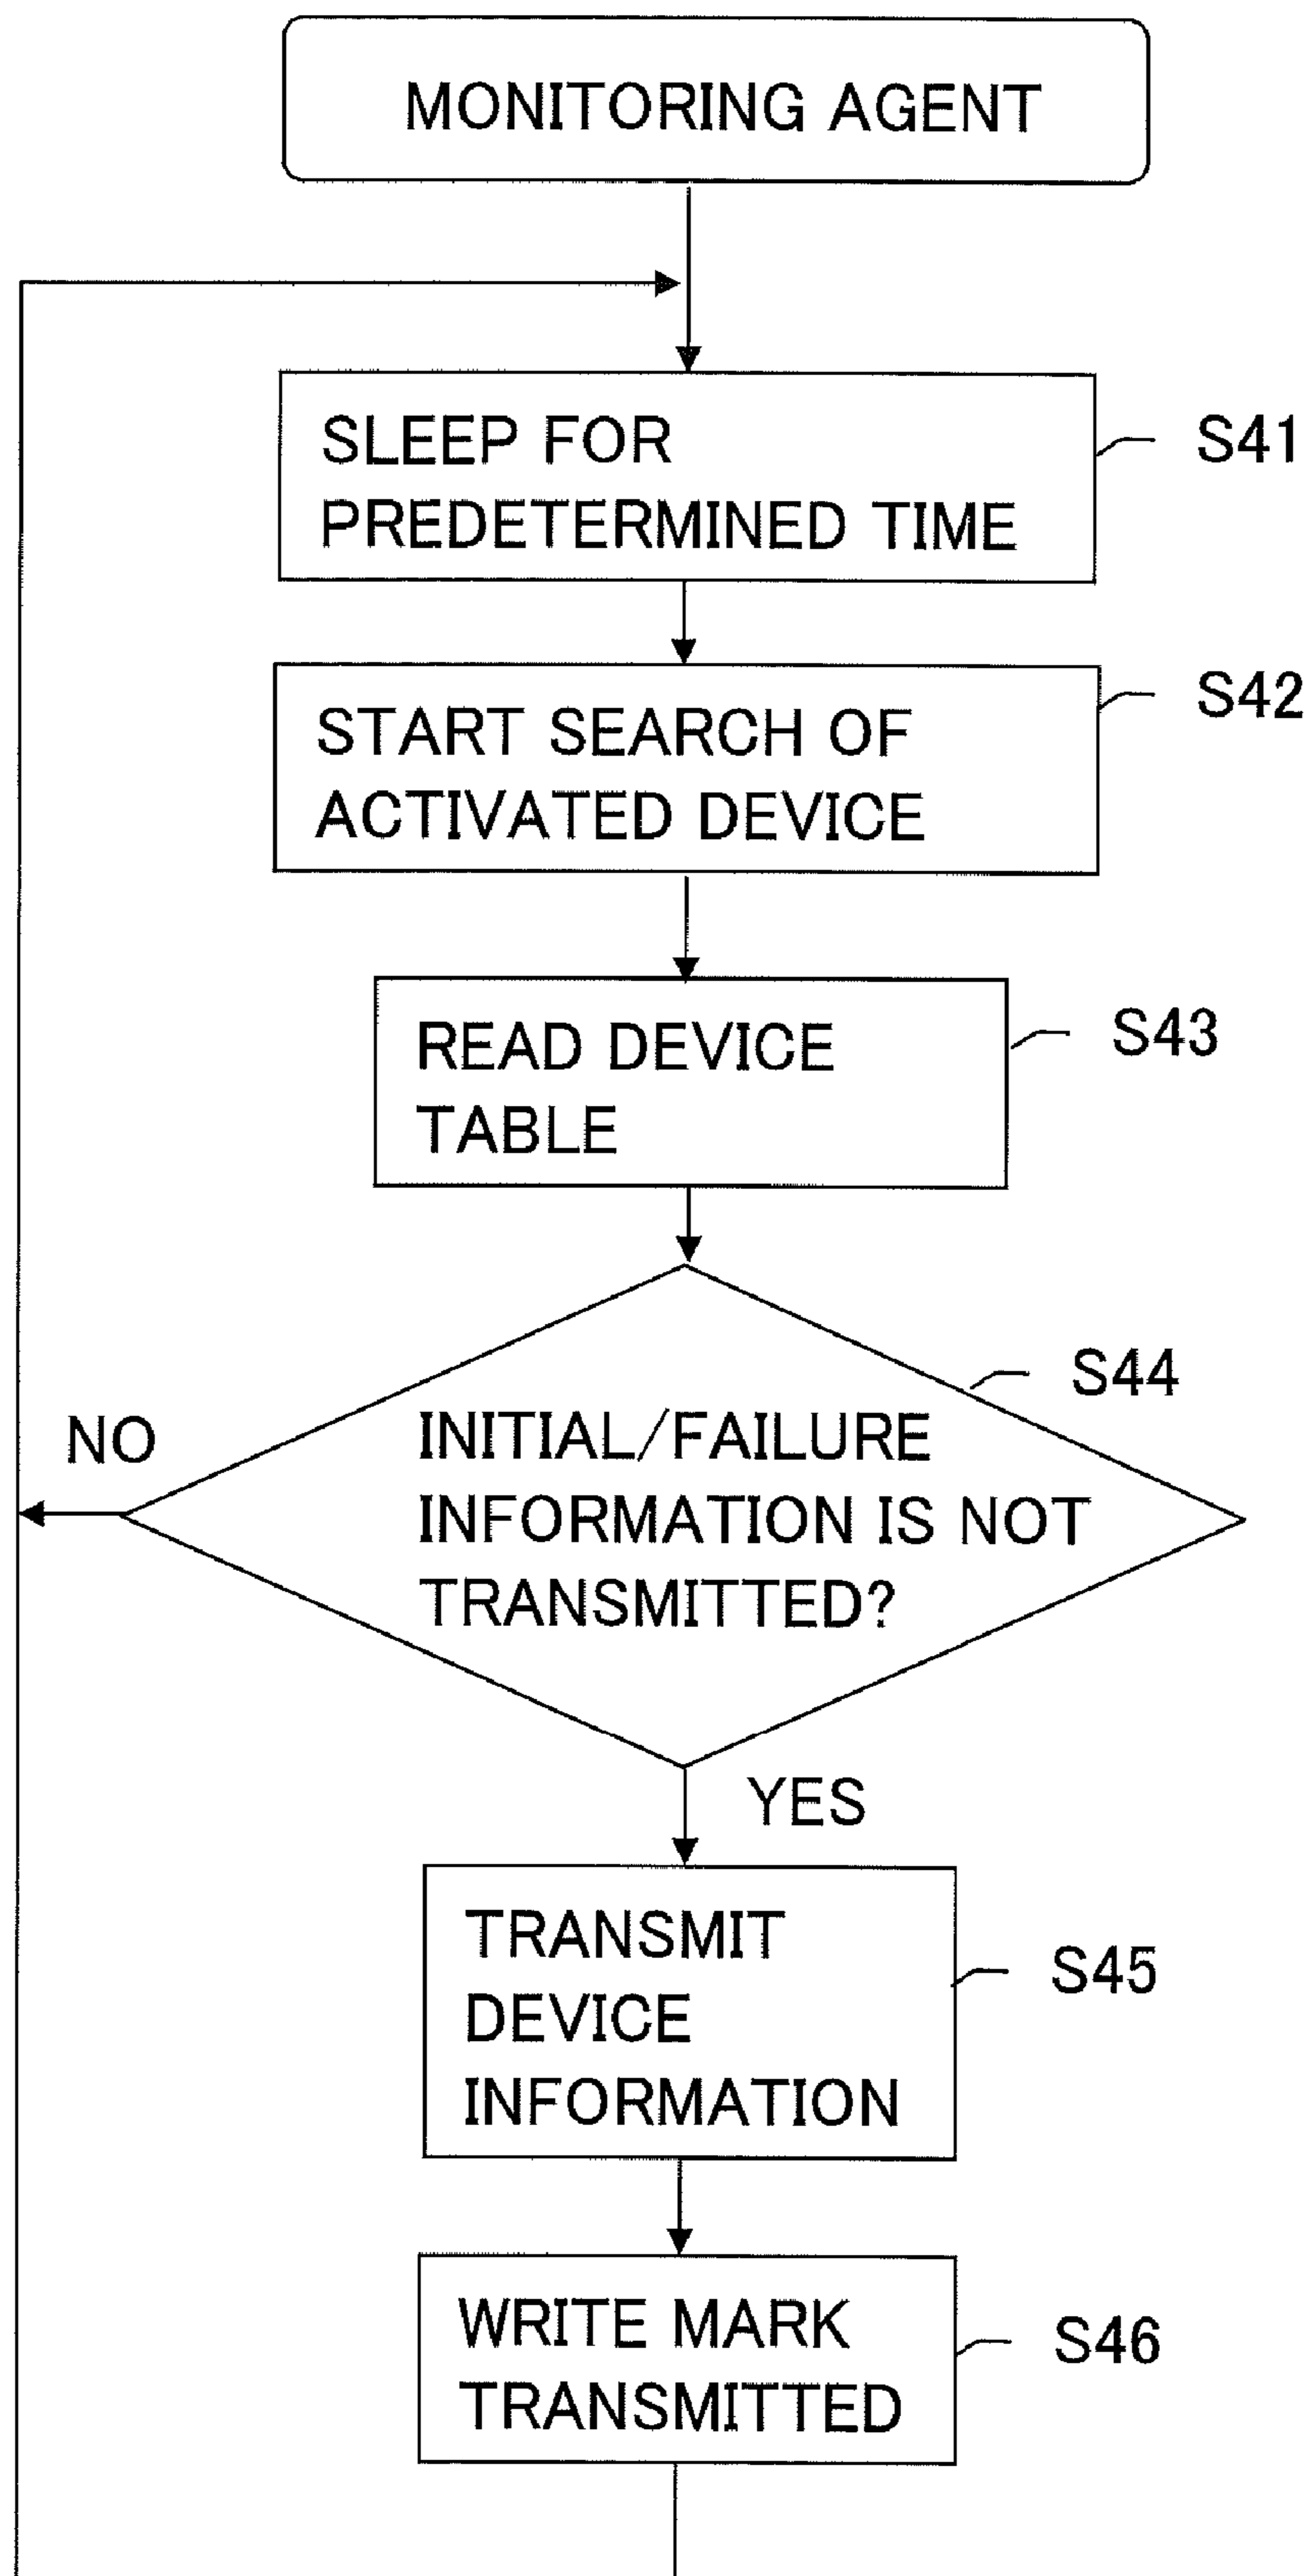 MONITORING AGENT
SLEEP FOR
PREDETERMINED TIME
S41
START SEARCH OF
ACTIVATED DEVICE
S42
READ DEVICE
TABLE
S43
S44
NO
INITIAL/FAILURE
INFORMATION IS NOT
TRANSMITTED?
YES
TRANSMIT
DEVICE
INFORMATION
S45
WRITE MARK
TRANSMITTED
S46